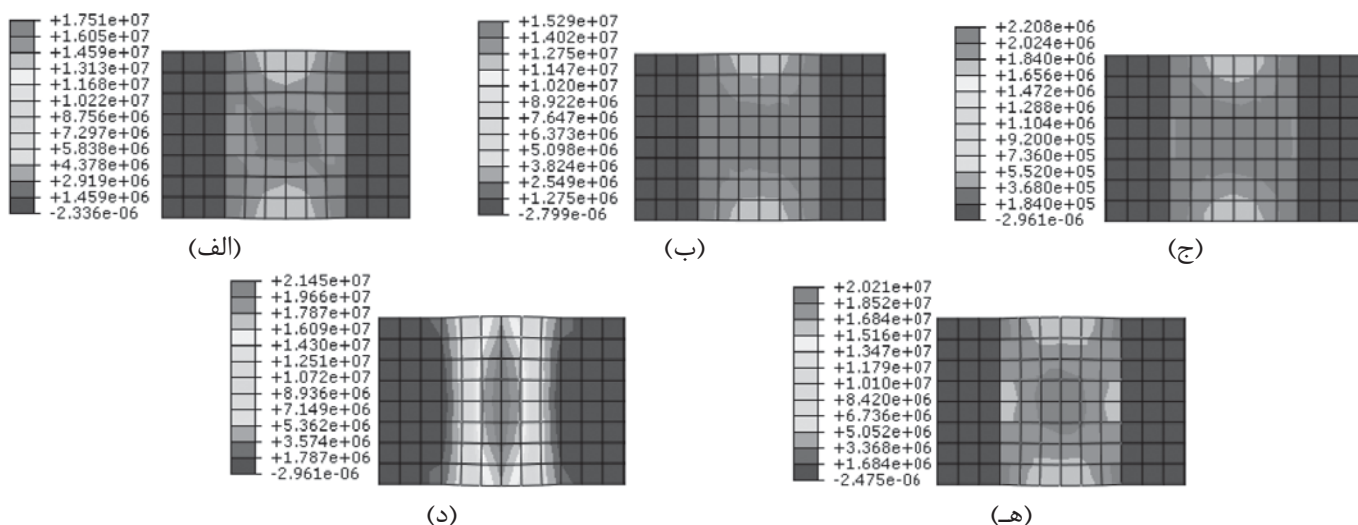 +1.751e+07
+1.605e+07
+1.459e+07
+1.313e+07
+1.168e+07
+1.022e+07
+8.756e+06
+7.297e+06
+5.838e+06
+4.378e+06
+2.919e+06
+1.459e+06
-2.336e-06
(الف)
+1.529e+07
+1.402e+07
+1.275e+07
+1.147e+07
+1.020e+07
+8.922e+06
+7.647e+06
+6.373e+06
+5.098e+06
+3.824e+06
+2.549e+06
+1.275e+06
-2.799e-06
(ب)
+2.208e+06
+2.024e+06
+1.840e+06
+1.656e+06
+1.472e+06
+1.288e+06
+1.104e+06
+9.200e+05
+7.360e+05
+5.520e+05
+3.680e+05
+1.840e+05
-2.961e-06
(ج)
+2.145e+07
+1.966e+07
+1.787e+07
+1.609e+07
+1.430e+07
+1.251e+07
+1.072e+07
+8.936e+06
+7.149e+06
+5.362e+06
+3.574e+06
+1.787e+06
-2.961e-06
(د)
+2.021e+07
+1.852e+07
+1.684e+07
+1.516e+07
+1.347e+07
+1.179e+07
+1.010e+07
+8.420e+06
+6.736e+06
+5.052e+06
+3.368e+06
+1.684e+06
-2.475e-06
(هـ)